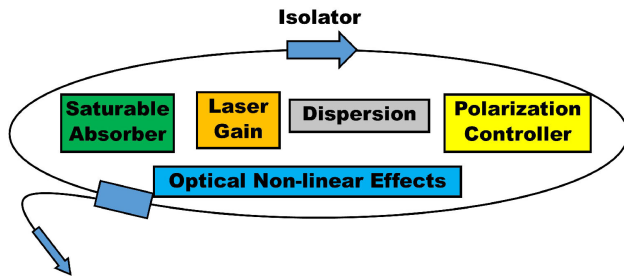 Isolator
Saturable
Absorber
Laser
Gain
Dispersion
Polarization
Controller
Optical Non-linear Effects